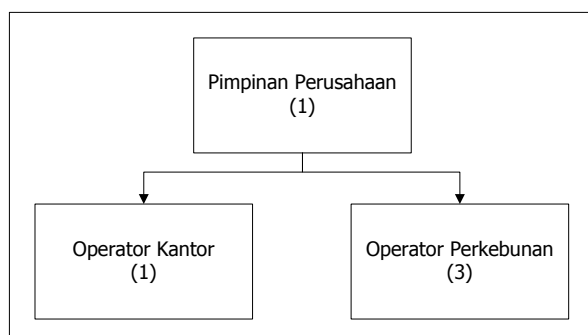 Pimpinan Perusahaan
(1)
Operator Kantor
(1)
Operator Perkebunan
(3)